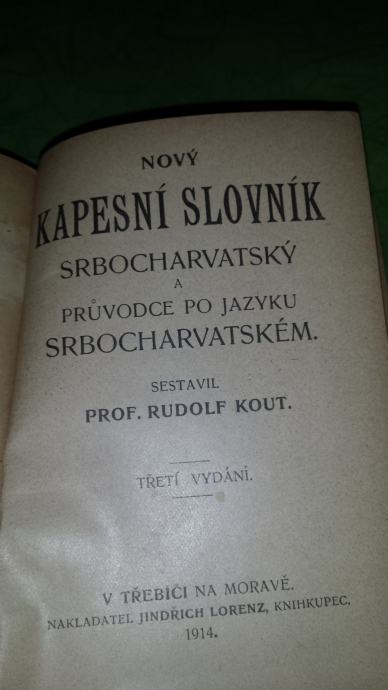 NOVÝ
KAPESNÍ SLOVNÍK
SRBOCHARVATSKÝ
A
PRŮVODCE PO JAZYKU
SRBOCHARVATSKÉM.
SESTAVIL
PROF. RUDOLF KOUT.
TŘETÍ VYDÁNÍ.
V TŘEBÍČI NA MORAVĚ.
NAKLADATEL JINDŘICH LORENZ, KNIHKUPEC.
1914.